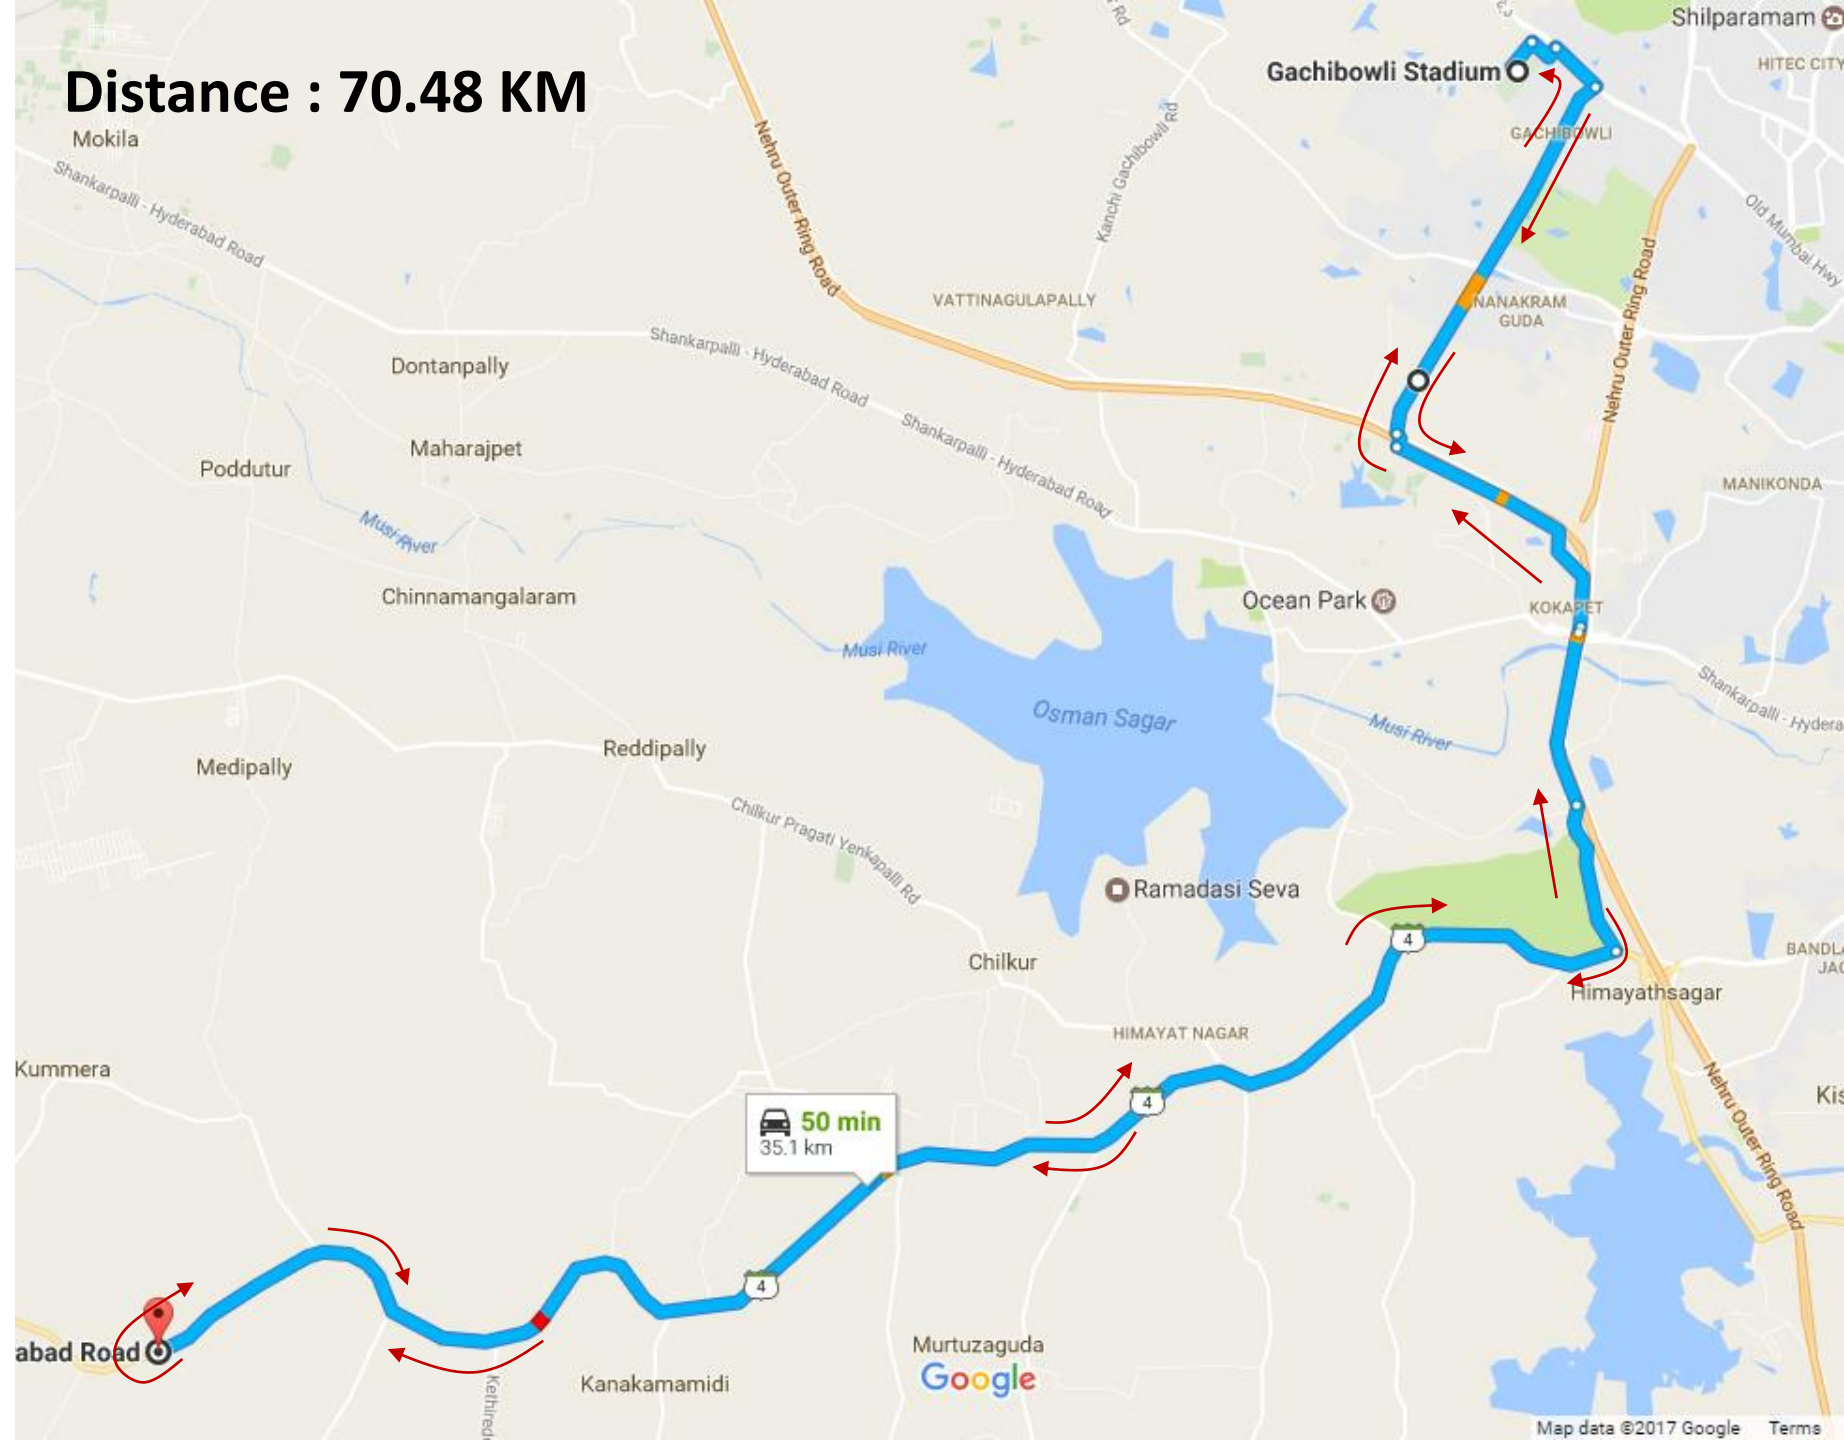 Shilparamam
HITEC CITY
Gachibowli Stadium
Distance : 70.48 KM
Mokila
GACHIBOWLI
Nehru Outer Ring Road
Kanchi Gachibowli Rd
Rd
Shankarpalli - Hyderabad Road
Old Mumbai Hwy
Nehru Outer Ring Road
VATTINAGULAPALLY
NANAKRAM
GUDA
Dontanpally
Shankarpalli - Hyderabad Road
Shankarpalli - Hyderabad Road
Maharajpet
Poddutur
MANIKONDA
Musi River
Chinnamangalaram
Ocean Park
KOKAPET
Musi River
Osman Sagar
Musi River
Shankarpalli - Hydera
Reddipally
Medipally
Chilkur Pragati Yenkapalli Rd
Ramadasi Seva
4
Chilkur
BANDLA
JAG
Himayathsagar
HIMAYAT NAGAR
Kummera
4
Kis
50 min
35.1 km
Nehru Outer Ring Road
4
abad Road
Murtuzaguda
Google
Kanakamamidi
Kethired
Map data ©2017 Google Terms